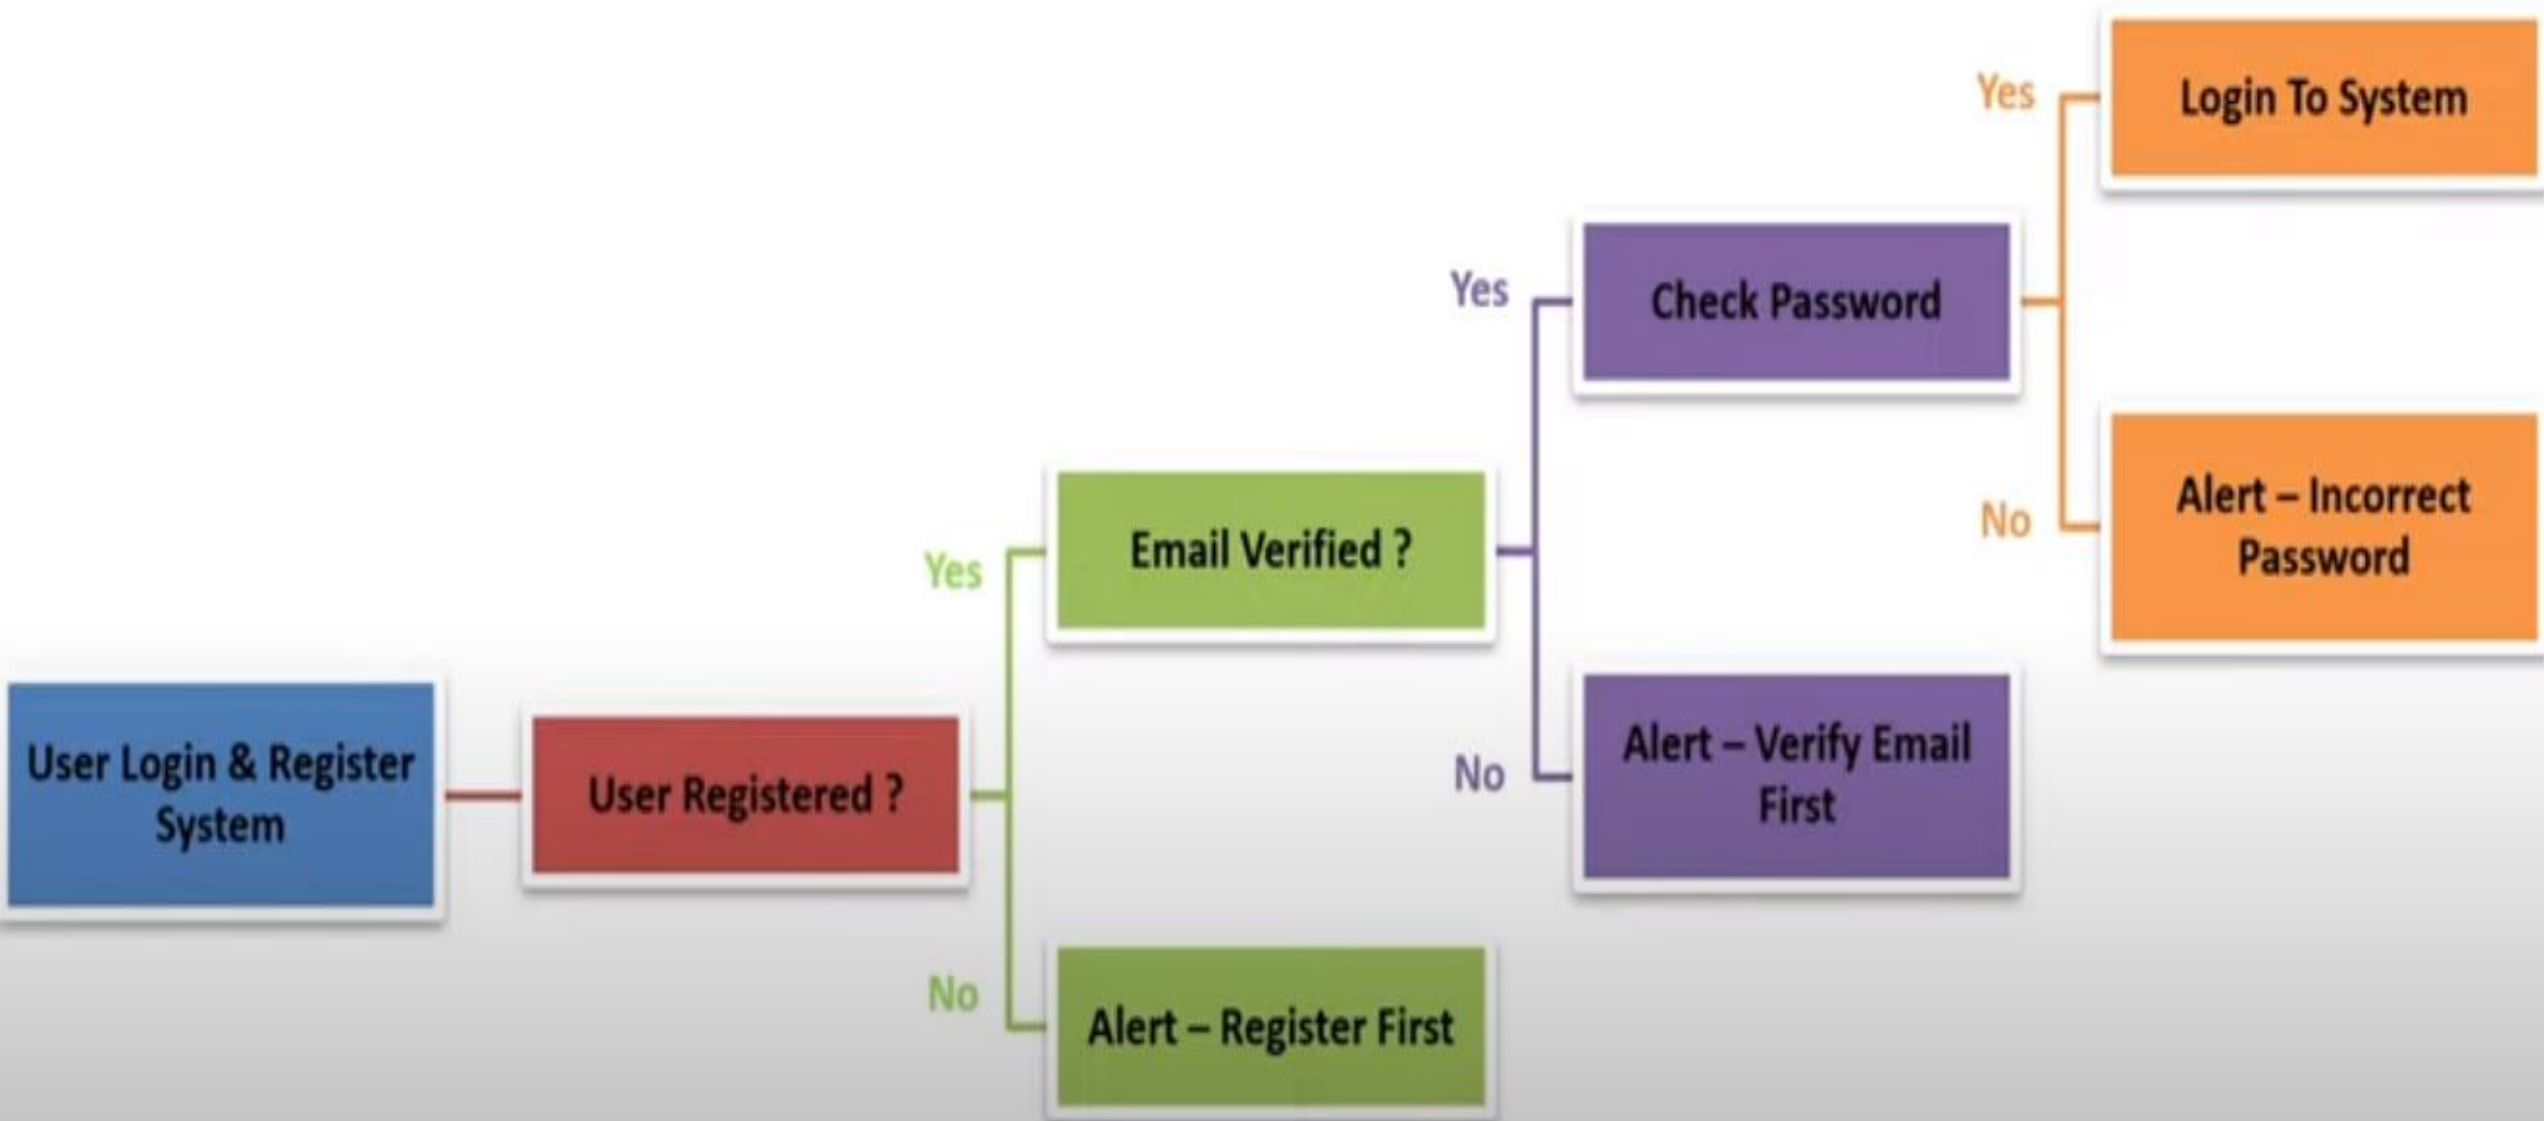 User Login & Register
System
User Registered ?
Yes
Email Verified ?
No
Alert – Register First
Yes
Check Password
No
Alert – Verify Email
First
Yes
Login To System
No
Alert – Incorrect
Password